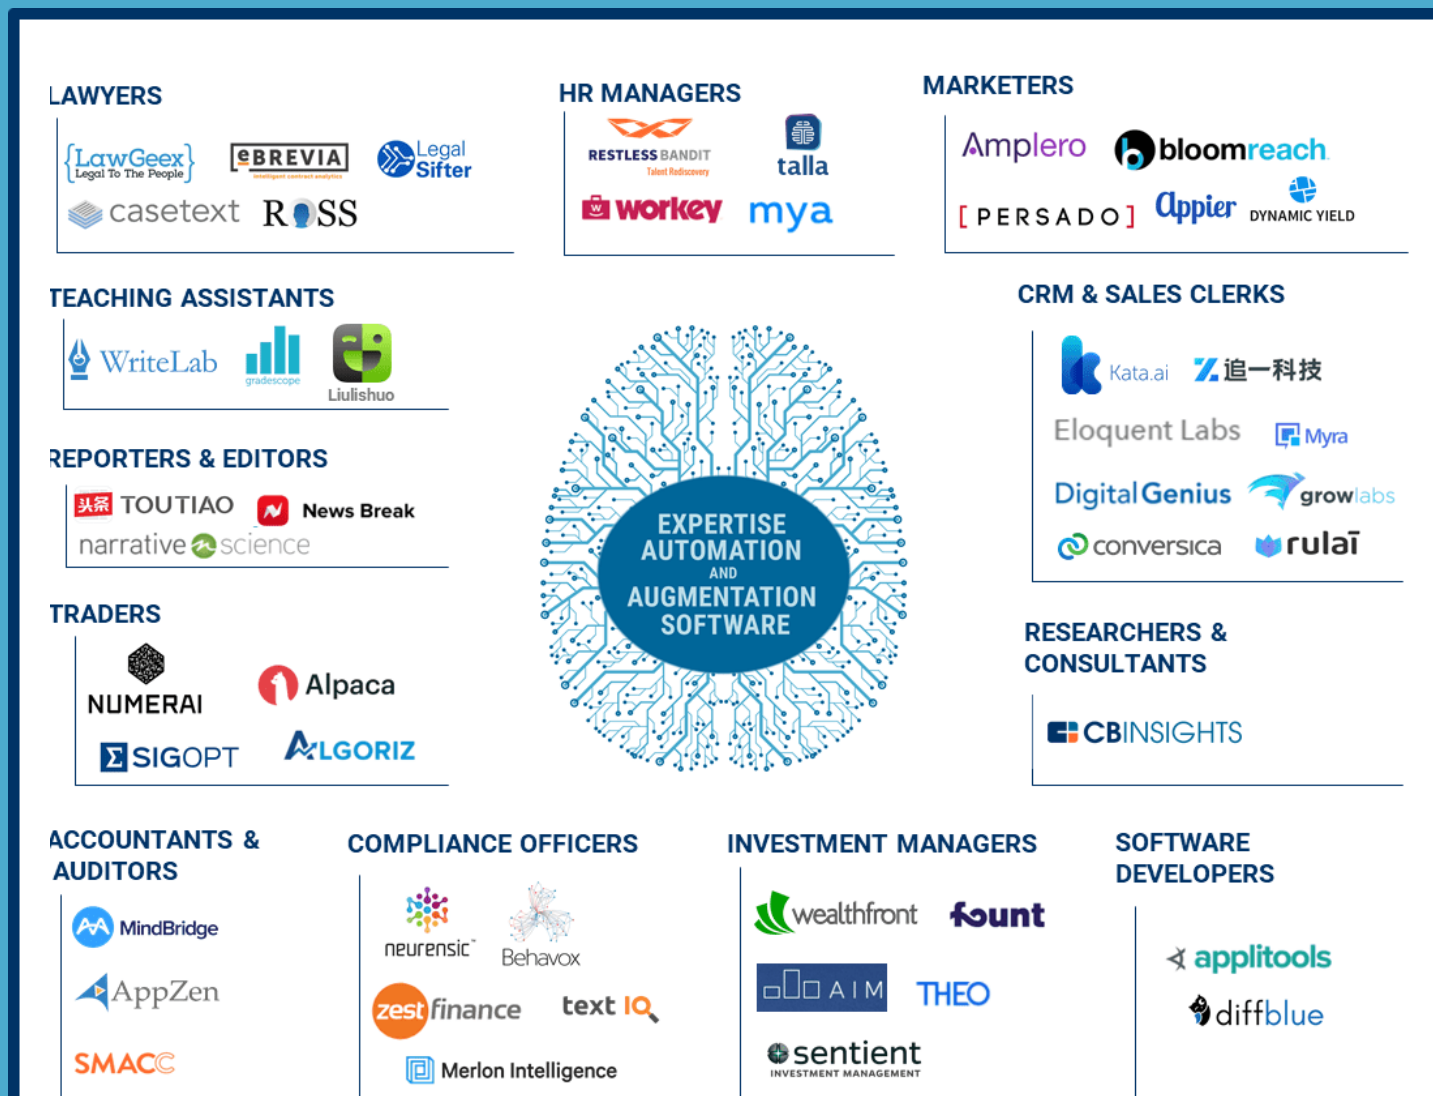 LAWYERS
{LawGeex}
Legal To The People
eBREVIA
intelligent contract analytics
Legal
Sifter
casetext
ROSS
HR MANAGERS
RESTLESS BANDIT
Talent Rediscovery
talla
workey
mya
MARKETERS
Amplero
bloomreach
[PERSADO]
appier
DYNAMIC YIELD
TEACHING ASSISTANTS
WriteLab
gradescope
Liulishuo
CRM & SALES CLERKS
Kata.ai
追一科技
Eloquent Labs
Myra
DigitalGenius
growlabs
conversica
rulai
REPORTERS & EDITORS
头条 TOUTIAO
News Break
narrative science
EXPERTISE
AUTOMATION
AND
AUGMENTATION
SOFTWARE
TRADERS
NUMERAI
Alpaca
SIGOPT
ALGORIZ
RESEARCHERS &
CONSULTANTS
CBINSIGHTS
ACCOUNTANTS &
AUDITORS
MindBridge
AppZen
SMACC
COMPLIANCE OFFICERS
neurensic
Behavox
zestfinance
text IQ
Merlon Intelligence
INVESTMENT MANAGERS
wealthfront
fount
AIM
THEO
sentient
INVESTMENT MANAGEMENT
SOFTWARE
DEVELOPERS
applitools
diffblue